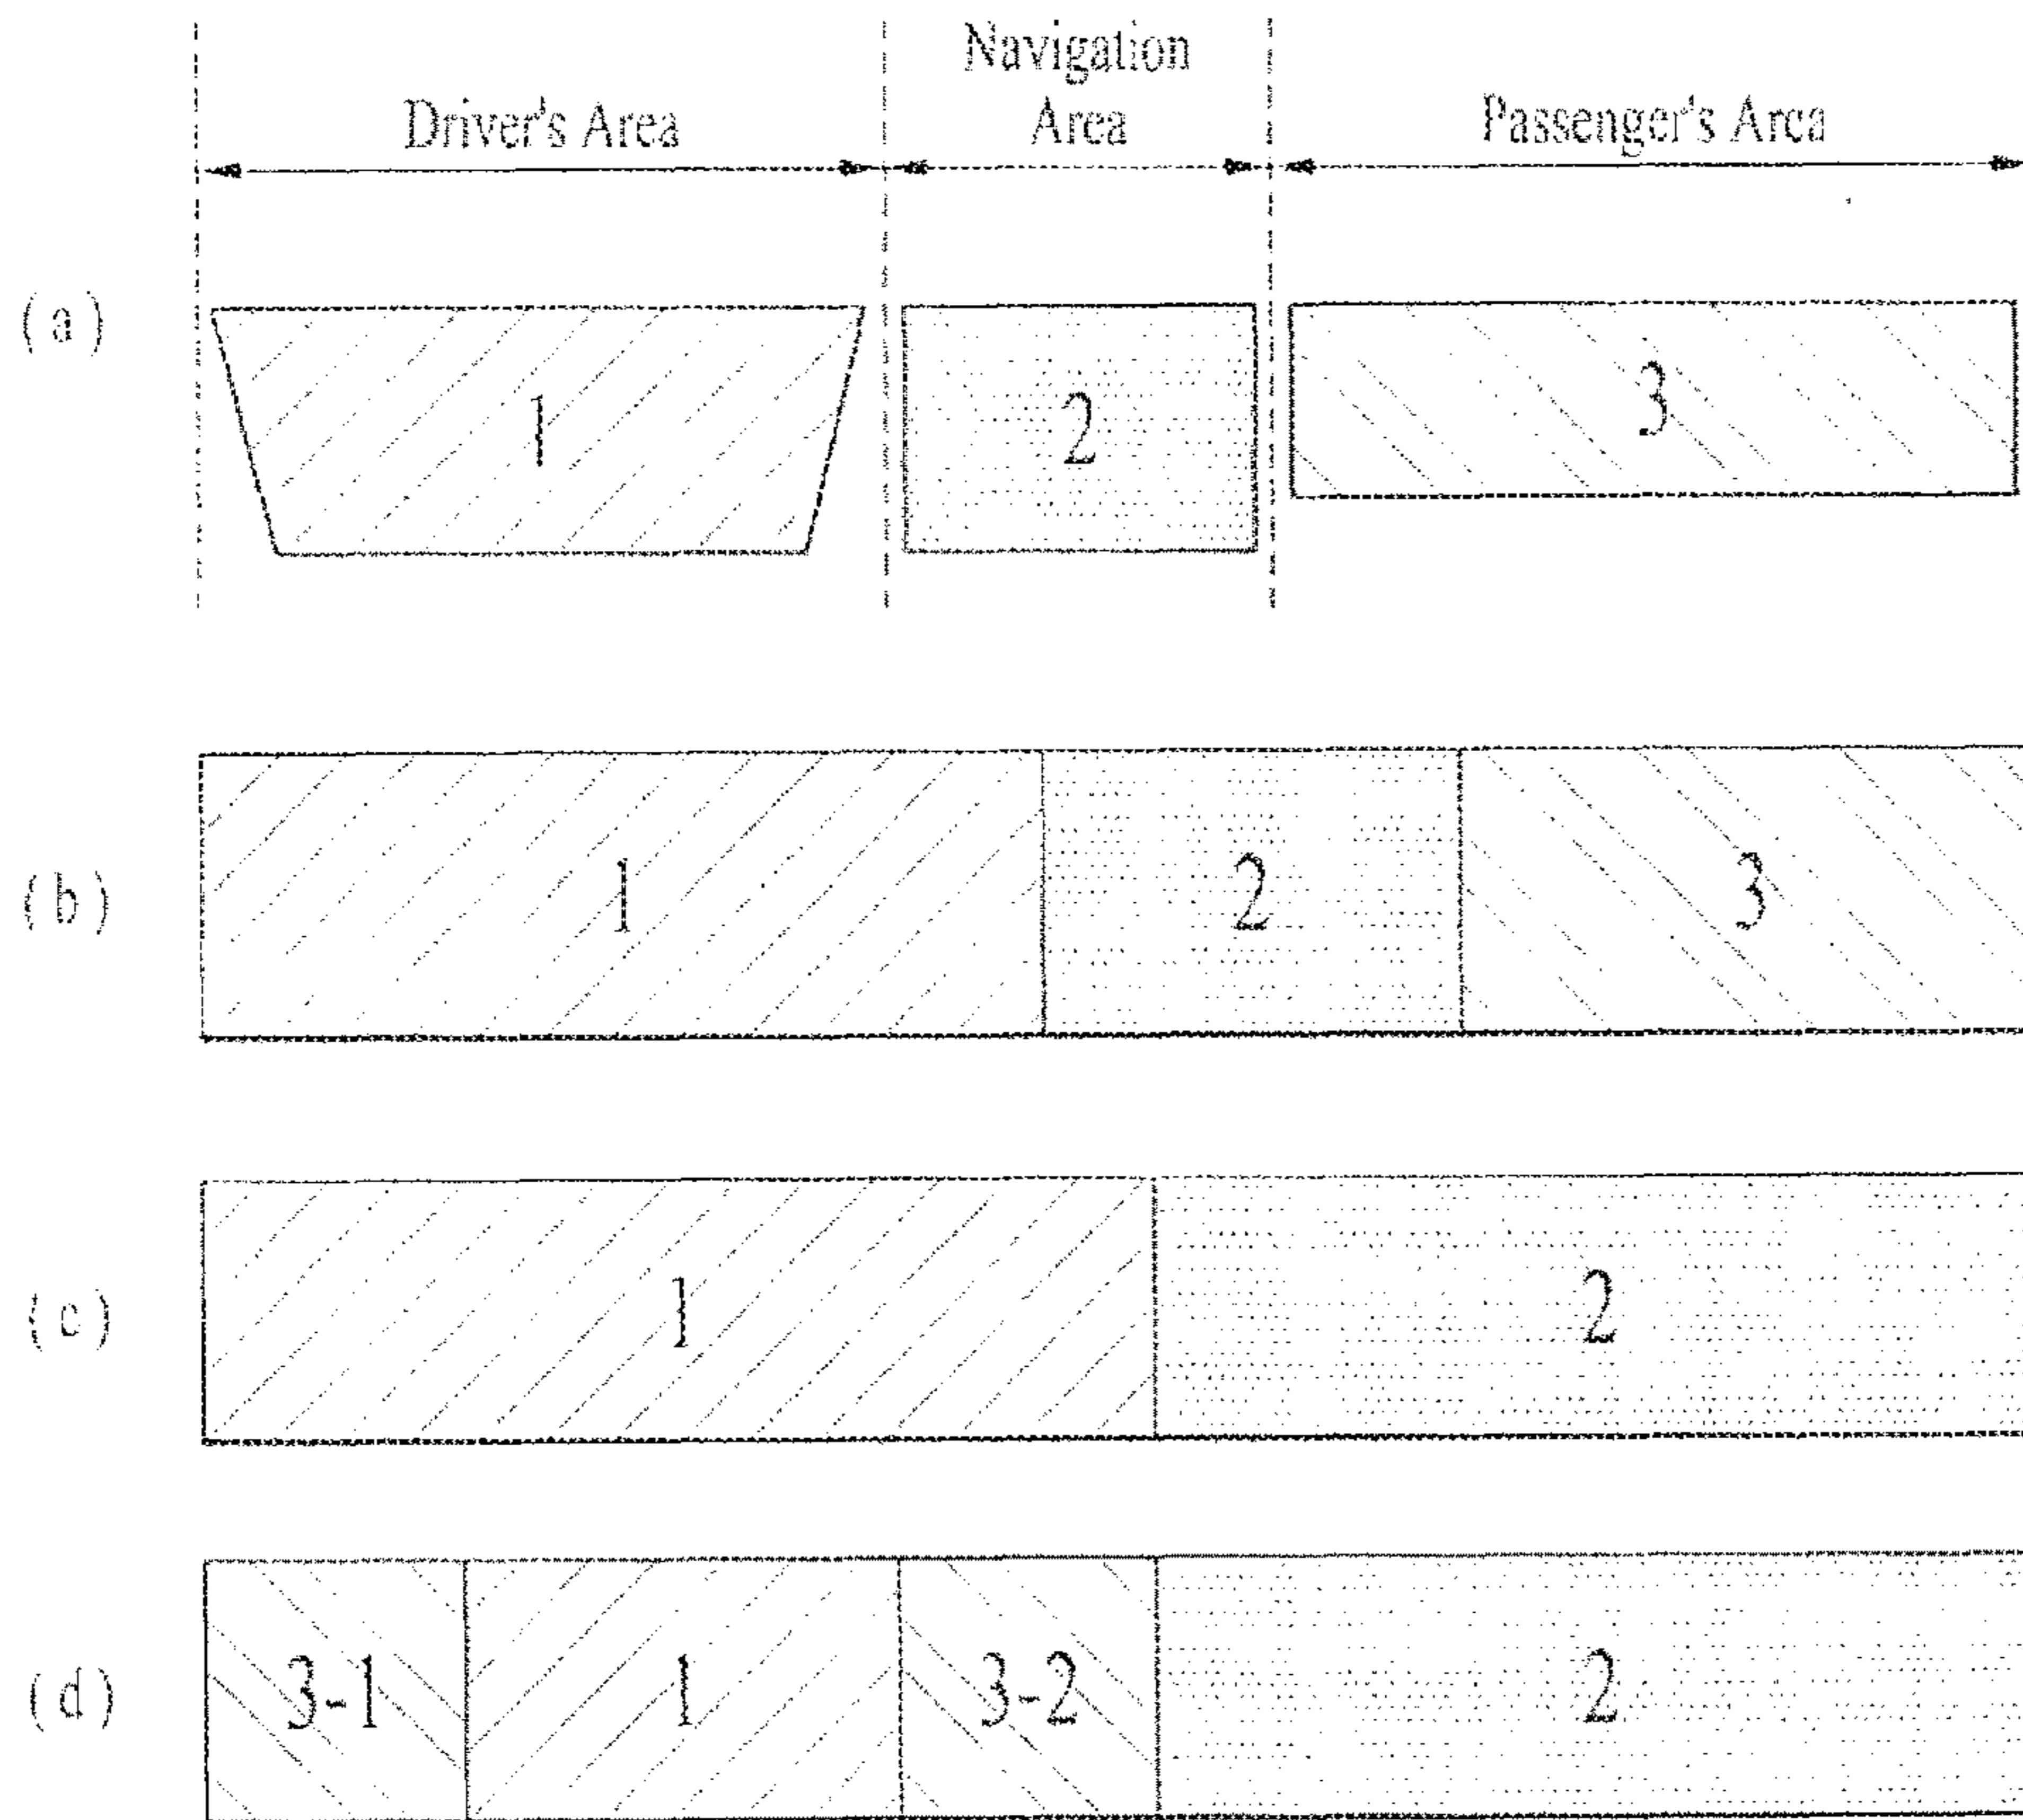 Navigation
Driver's Area Area Passenger's Area
(a)
1 2 3
(b)
1 2 3
(c)
1 2
(d)
3-1 1 3-2 2